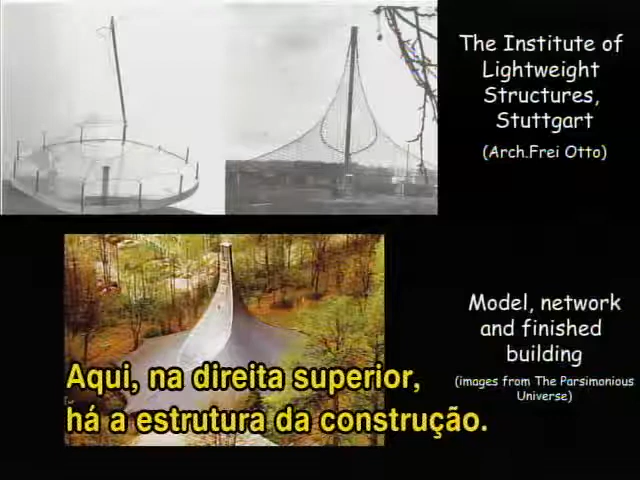 The Institute of
Lightweight
Structures,
Stuttgart
(Arch.Frei Otto)
Model, network
and finished
building
(images from The Parsimonious
Universe)
Aqui, na direita superior,
há a estrutura da construção.